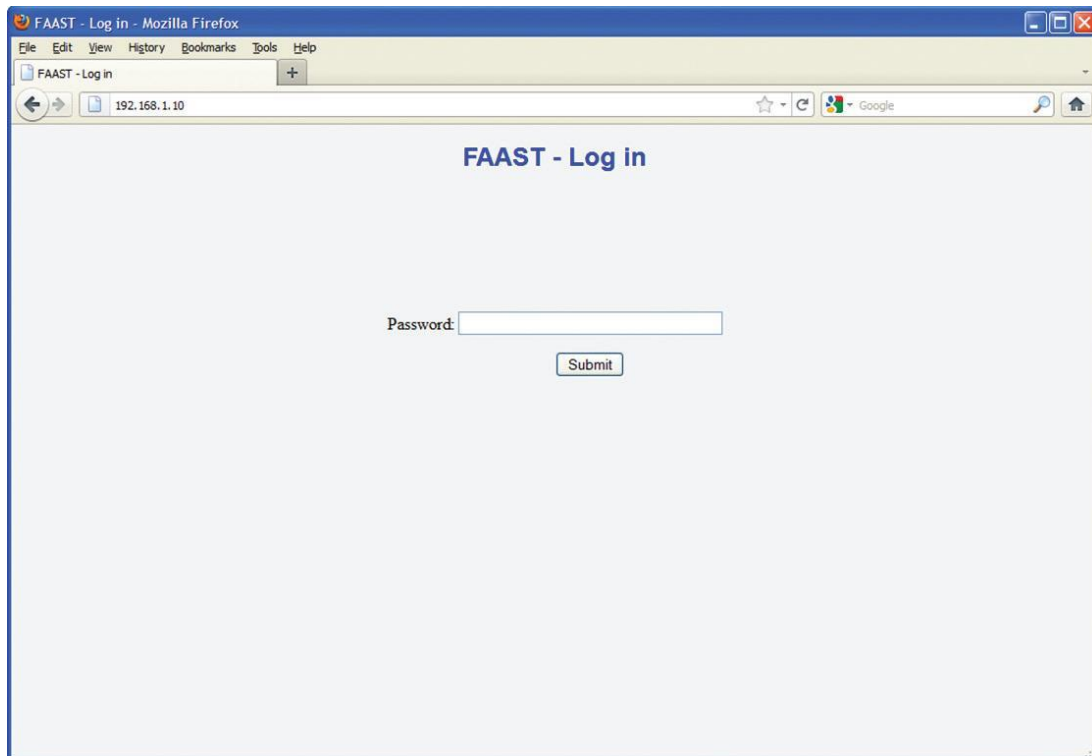 FAAST - Log in - Mozilla Firefox
File Edit View History Bookmarks Tools Help
FAAST - Log in
192.168.1.10 Google
FAAST - Log in
Password:
Submit